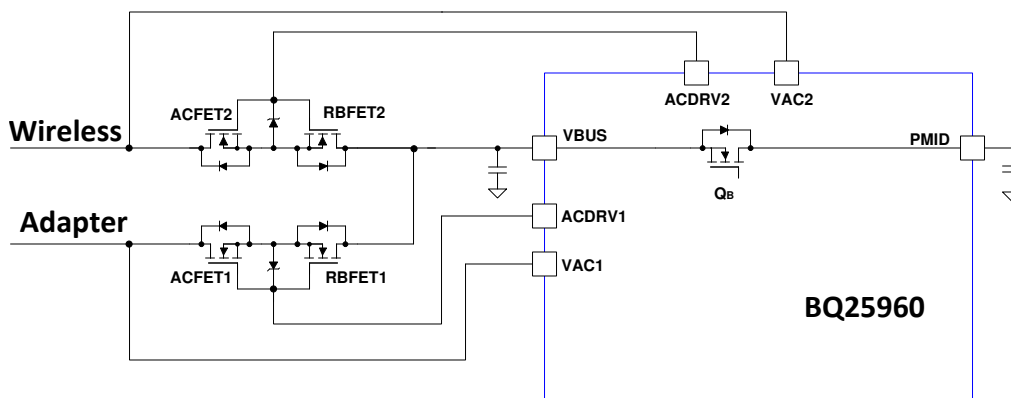 ACDRV2
VAC2
ACFET2
RBFET2
Wireless
VBUS
PMID
QB
Adapter
ACDRV1
ACFET1
RBFET1
VAC1
BQ25960